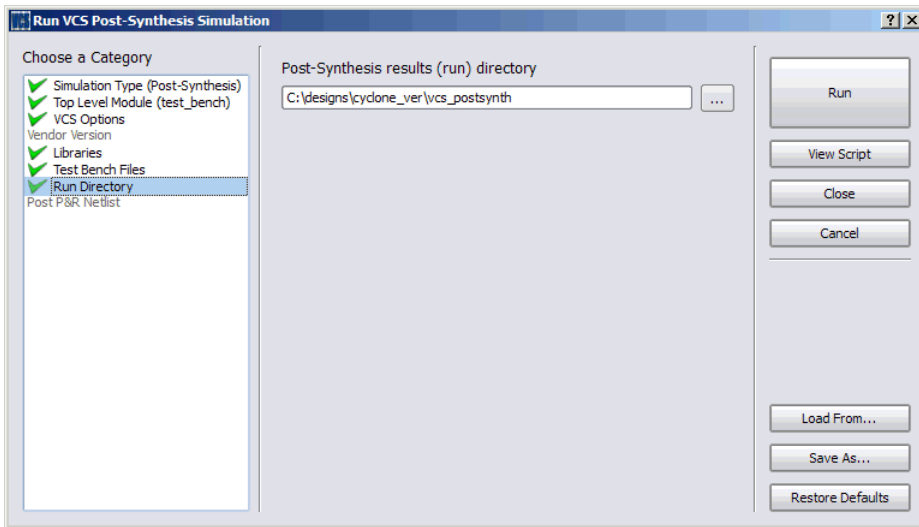 Run VCS Post-Synthesis Simulation
Choose a Category
Simulation Type (Post-Synthesis)
Top Level Module (test_bench)
VCS Options
Vendor Version
Libraries
Test Bench Files
Run Directory
Post P&R Netlist
Post-Synthesis results (run) directory
C:\designs\cyclone_ver\vcs_postsynth
...
Run
View Script
Close
Cancel
Load From...
Save As...
Restore Defaults